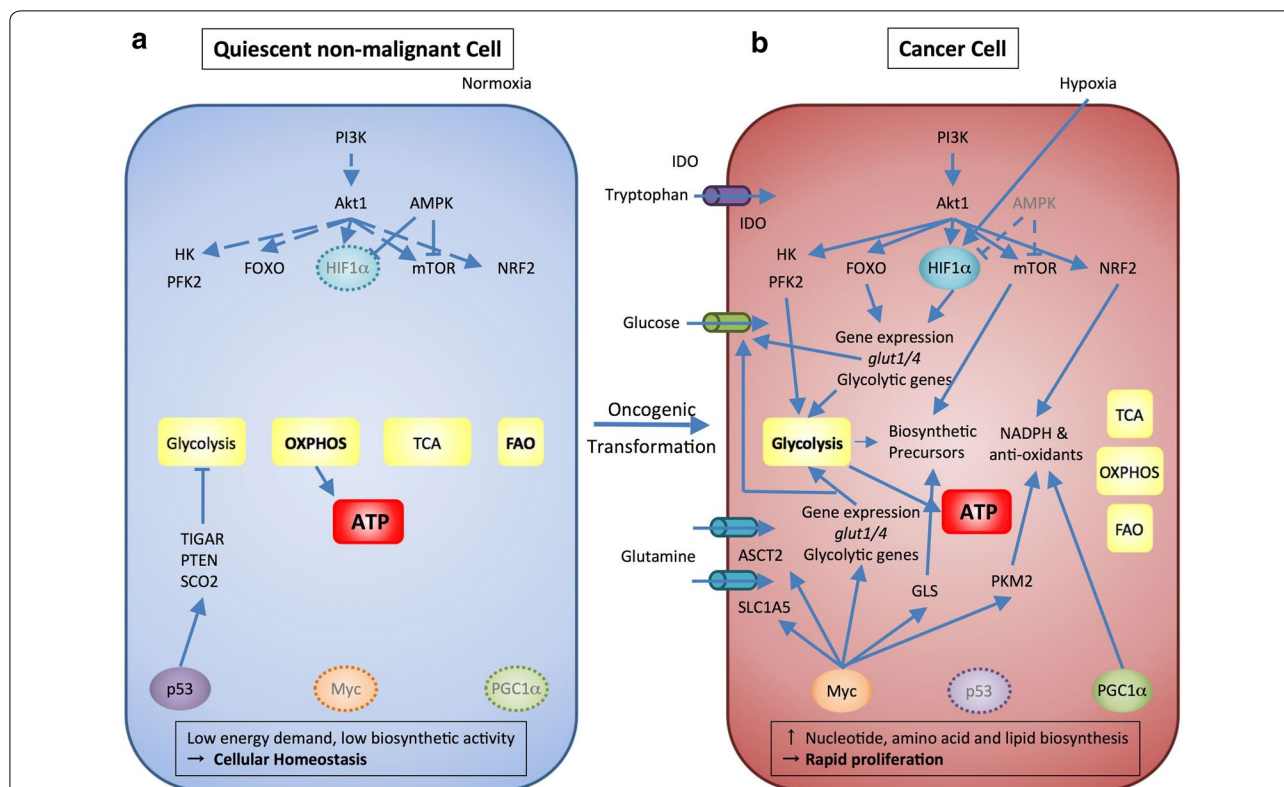 a
Quiescent non-malignant Cell
Normoxia
PI3K
Akt1
AMPK
HK
PFK2
FOXO
HIF1α
mTOR
NRF2
Glycolysis
OXPHOS
TCA
FAO
ATP
TIGAR
PTEN
SCO2
p53
Myc
PGC1α
Low energy demand, low biosynthetic activity
→ Cellular Homeostasis
Oncogenic
Transformation
b
Cancer Cell
Hypoxia
IDO
Tryptophan
IDO
PI3K
Akt1
AMPK
HK
PFK2
FOXO
HIF1α
mTOR
NRF2
Glucose
Gene expression
glut1/4
Glycolytic genes
Glycolysis
Biosynthetic
Precursors
NADPH &
anti-oxidants
TCA
OXPHOS
FAO
ATP
Gene expression
glut1/4
Glycolytic genes
Glutamine
ASCT2
SLC1A5
GLS
PKM2
Myc
p53
PGC1α
↑ Nucleotide, amino acid and lipid biosynthesis
→ Rapid proliferation